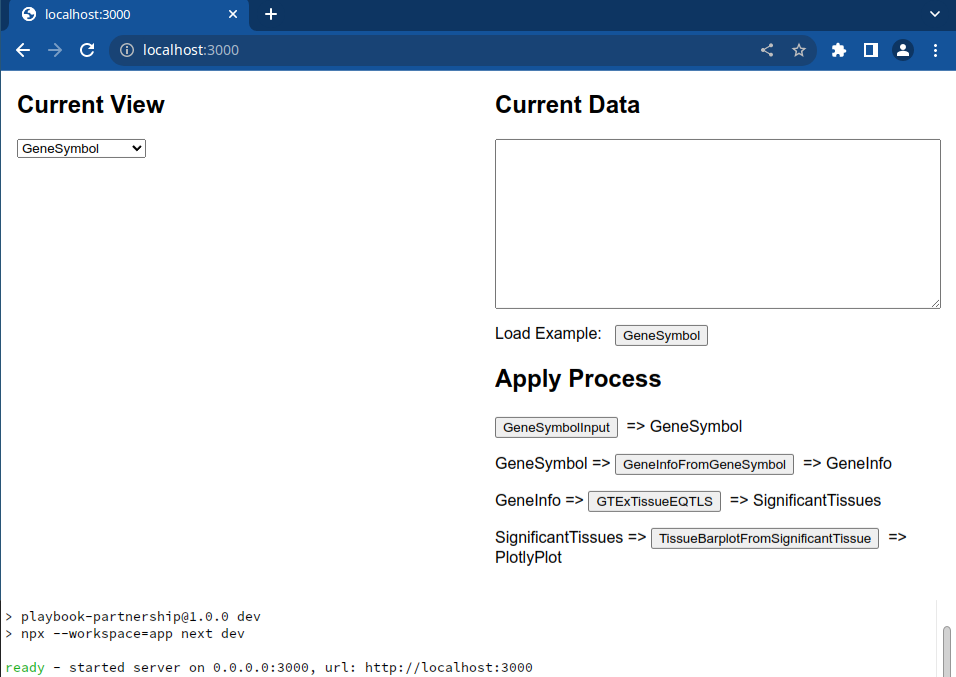 localhost:3000
localhost:3000
Current View
Current Data
GeneSymbol
Load Example: GeneSymbol
Apply Process
GeneSymbolInput => GeneSymbol
GeneSymbol => GeneInfoFromGeneSymbol => GeneInfo
GeneInfo => GTExTissueEQTLS => SignificantTissues
SignificantTissues => TissueBarplotFromSignificantTissue =>
PlotlyPlot
> playbook-partnership@1.0.0 dev
> npx --workspace=app next dev
ready - started server on 0.0.0.0:3000, url: http://localhost:3000